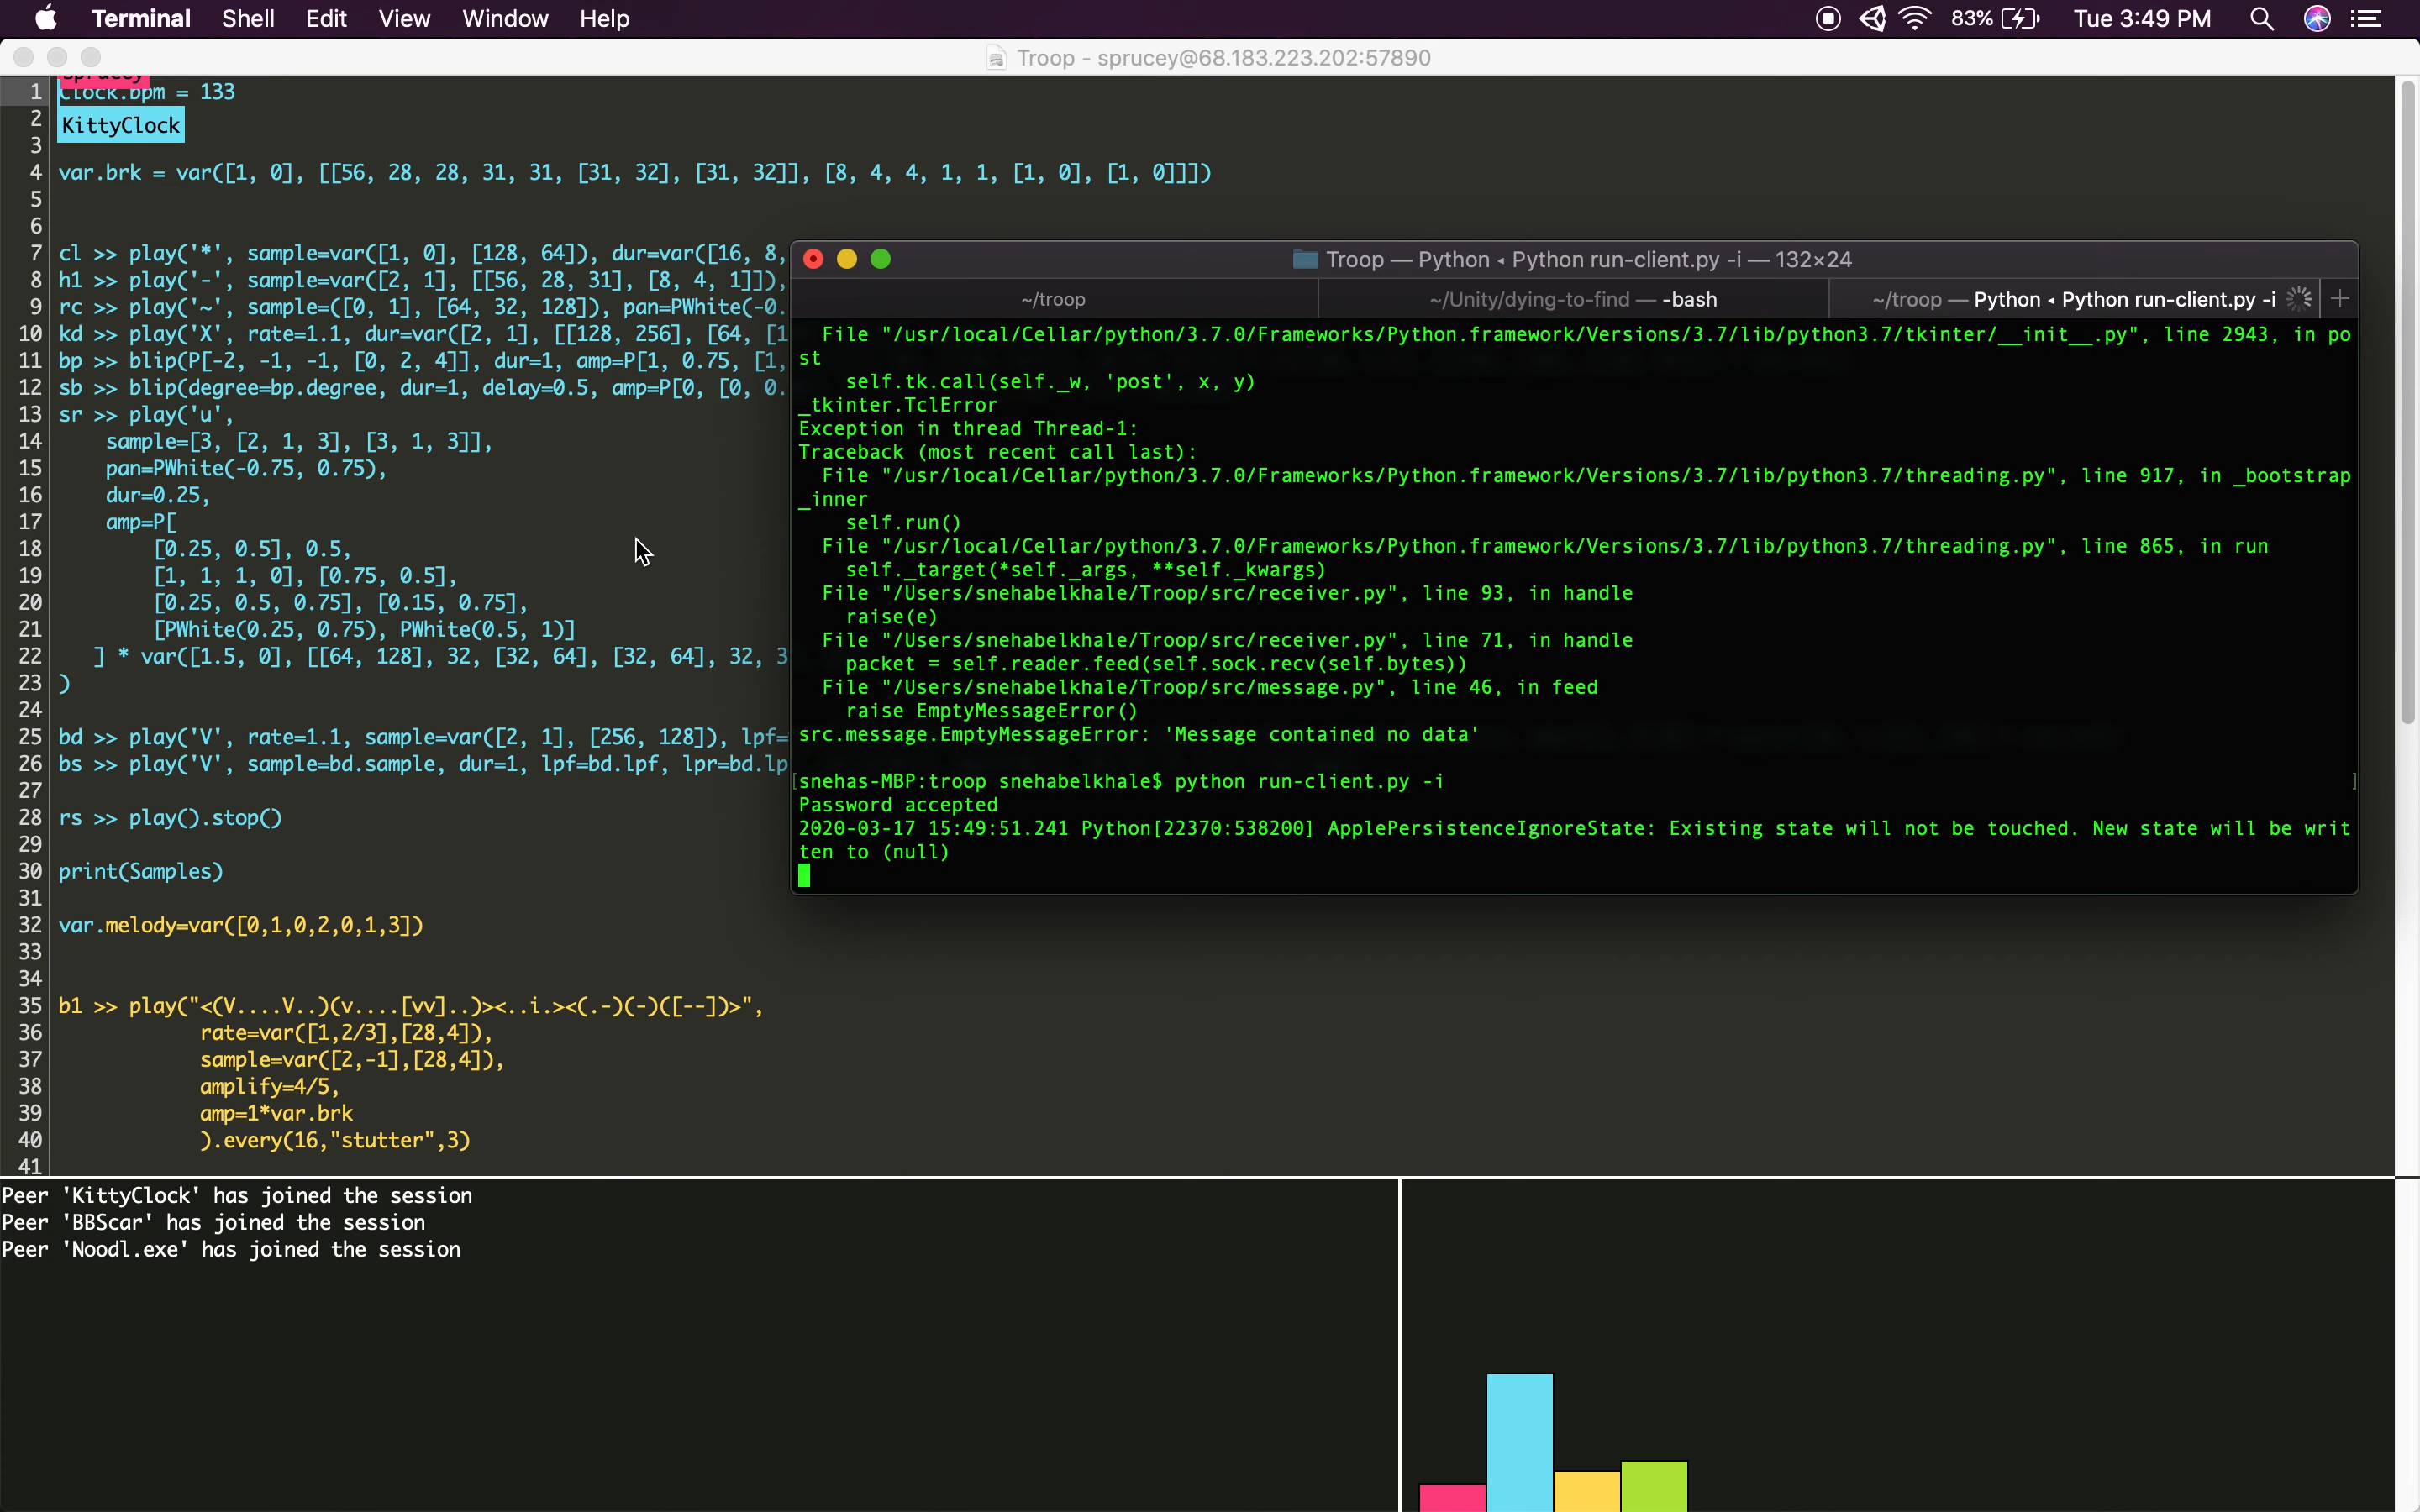 Terminal Shell Edit View Window Help 83% Tue 3:49 PM
Troop - sprucey@68.183.223.202:57890
sprucey
1 Clock.bpm = 133
2 KittyClock
3
4 var.brk = var([1, 0], [[56, 28, 28, 31, 31, [31, 32], [31, 32]], [8, 4, 4, 1, 1, [1, 0], [1, 0]]])
5
6
7 cl >> play('*', sample=var([1, 0], [128, 64]), dur=var([16, 8,
8 h1 >> play('-', sample=var([2, 1], [[56, 28, 31], [8, 4, 1]]),
9 rc >> play('~', sample=([0, 1], [64, 32, 128]), pan=PWhite(-0.
10 kd >> play('X', rate=1.1, dur=var([2, 1], [[128, 256], [64, [1
11 bp >> blip(P[-2, -1, -1, [0, 2, 4]], dur=1, amp=P[1, 0.75, [1,
12 sb >> blip(degree=bp.degree, dur=1, delay=0.5, amp=P[0, [0, 0.
13 sr >> play('u',
14 sample=[3, [2, 1, 3], [3, 1, 3]],
15 pan=PWhite(-0.75, 0.75),
16 dur=0.25,
17 amp=P[
18 [0.25, 0.5], 0.5,
19 [1, 1, 1, 0], [0.75, 0.5],
20 [0.25, 0.5, 0.75], [0.15, 0.75],
21 [PWhite(0.25, 0.75), PWhite(0.5, 1)]
22 ] * var([1.5, 0], [[64, 128], 32, [32, 64], [32, 64], 32, 3
23 )
24
25 bd >> play('V', rate=1.1, sample=var([2, 1], [256, 128]), lpf=
26 bs >> play('V', sample=bd.sample, dur=1, lpf=bd.lpf, lpr=bd.lp
27
28 rs >> play().stop()
29
30 print(Samples)
31
32 var.melody=var([0,1,0,2,0,1,3])
33
34
35 b1 >> play("<(V....V..)(v....[vv]..)><..i.><(.-)(-)([--])>",
36 rate=var([1,2/3],[28,4]),
37 sample=var([2,-1],[28,4]),
38 amplify=4/5,
39 amp=1*var.brk
40 ).every(16,"stutter",3)
41
Troop — Python ◂ Python run-client.py -i — 132×24
~/troop ~/Unity/dying-to-find — -bash ~/troop — Python ◂ Python run-client.py -i +
File "/usr/local/Cellar/python/3.7.0/Frameworks/Python.framework/Versions/3.7/lib/python3.7/tkinter/__init__.py", line 2943, in po
st
self.tk.call(self._w, 'post', x, y)
_tkinter.TclError
Exception in thread Thread-1:
Traceback (most recent call last):
File "/usr/local/Cellar/python/3.7.0/Frameworks/Python.framework/Versions/3.7/lib/python3.7/threading.py", line 917, in _bootstrap
_inner
self.run()
File "/usr/local/Cellar/python/3.7.0/Frameworks/Python.framework/Versions/3.7/lib/python3.7/threading.py", line 865, in run
self._target(*self._args, **self._kwargs)
File "/Users/snehabelkhale/Troop/src/receiver.py", line 93, in handle
raise(e)
File "/Users/snehabelkhale/Troop/src/receiver.py", line 71, in handle
packet = self.reader.feed(self.sock.recv(self.bytes))
File "/Users/snehabelkhale/Troop/src/message.py", line 46, in feed
raise EmptyMessageError()
src.message.EmptyMessageError: 'Message contained no data'
[snehas-MBP:troop snehabelkhale$ python run-client.py -i ]
Password accepted
2020-03-17 15:49:51.241 Python[22370:538200] ApplePersistenceIgnoreState: Existing state will not be touched. New state will be writ
ten to (null)
Peer 'KittyClock' has joined the session
Peer 'BBScar' has joined the session
Peer 'Noodl.exe' has joined the session